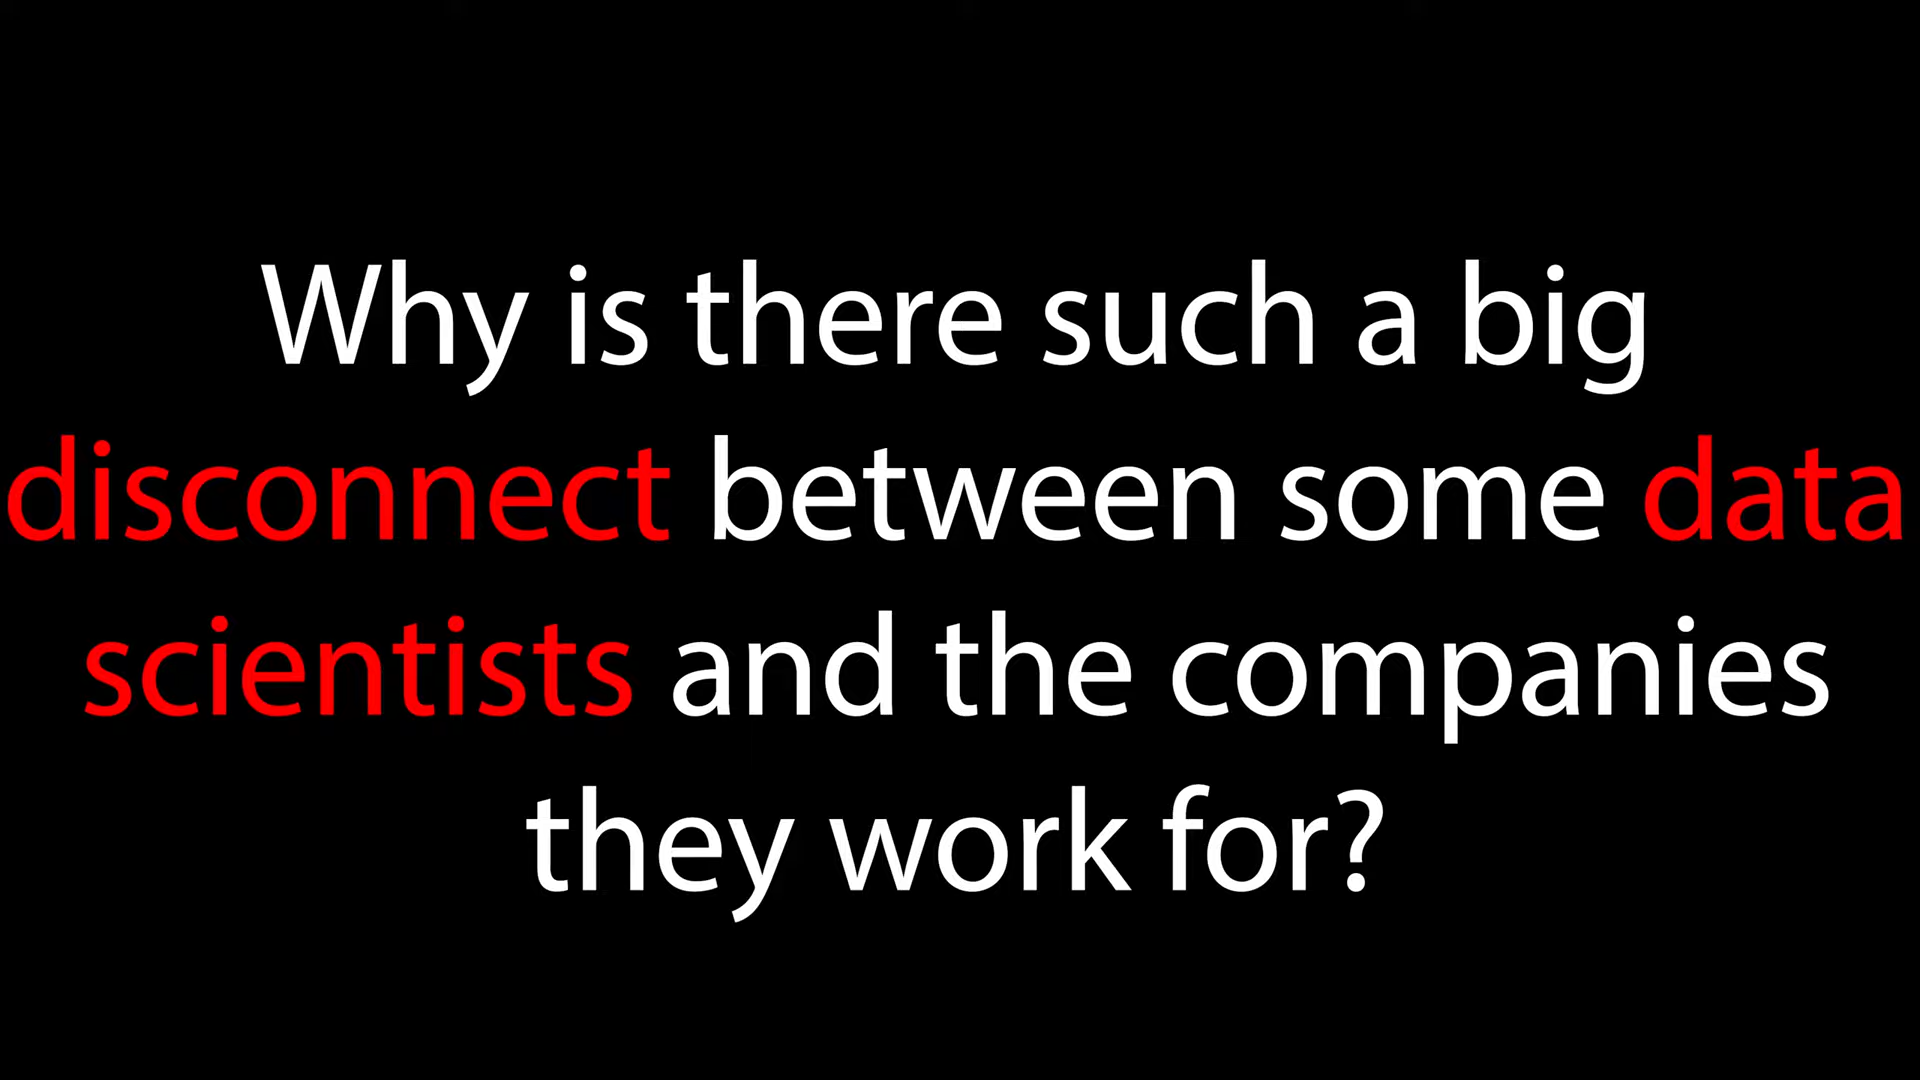 Why is there such a big
disconnect between some data
scientists and the companies
they work for?